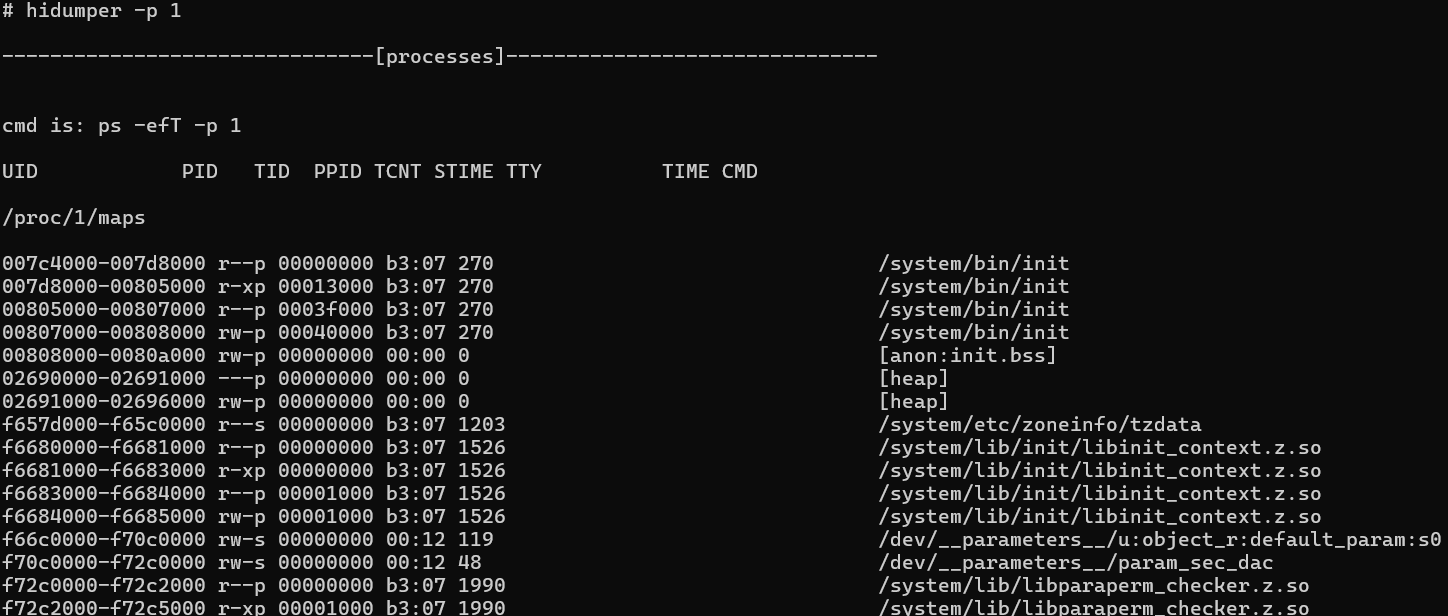 # hidumper -p 1
-------------------------------[processes]-------------------------------
cmd is: ps -efT -p 1
UID            PID   TID  PPID TCNT STIME TTY          TIME CMD
/proc/1/maps
007c4000-007d8000 r--p 00000000 b3:07 270                                /system/bin/init
007d8000-00805000 r-xp 00013000 b3:07 270                                /system/bin/init
00805000-00807000 r--p 0003f000 b3:07 270                                /system/bin/init
00807000-00808000 rw-p 00040000 b3:07 270                                /system/bin/init
00808000-0080a000 rw-p 00000000 00:00 0                                  [anon:init.bss]
02690000-02691000 ---p 00000000 00:00 0                                  [heap]
02691000-02696000 rw-p 00000000 00:00 0                                  [heap]
f657d000-f65c0000 r--s 00000000 b3:07 1203                               /system/etc/zoneinfo/tzdata
f6680000-f6681000 r--p 00000000 b3:07 1526                               /system/lib/init/libinit_context.z.so
f6681000-f6683000 r-xp 00000000 b3:07 1526                               /system/lib/init/libinit_context.z.so
f6683000-f6684000 r--p 00001000 b3:07 1526                               /system/lib/init/libinit_context.z.so
f6684000-f6685000 rw-p 00001000 b3:07 1526                               /system/lib/init/libinit_context.z.so
f66c0000-f70c0000 rw-s 00000000 00:12 119                                /dev/__parameters__/u:object_r:default_param:s0
f70c0000-f72c0000 rw-s 00000000 00:12 48                                 /dev/__parameters__/param_sec_dac
f72c0000-f72c2000 r--p 00000000 b3:07 1990                               /system/lib/libparaperm_checker.z.so
f72c2000-f72c5000 r-xp 00001000 b3:07 1990                               /system/lib/libparaperm_checker.z.so